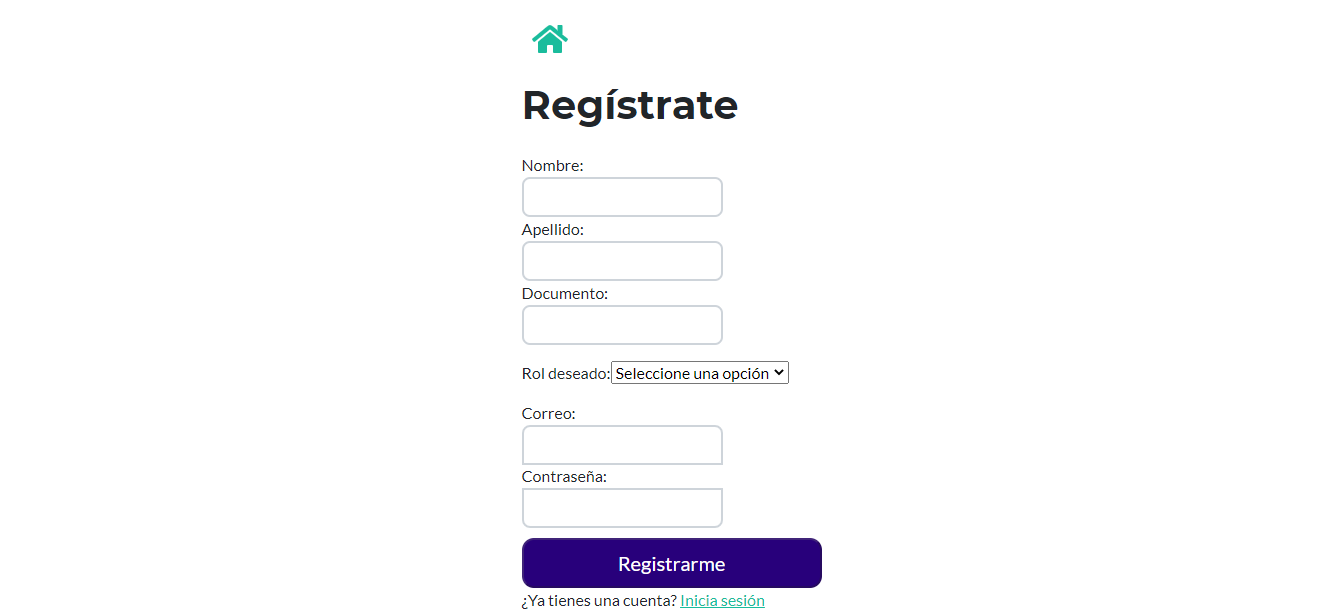 Regístrate
Nombre:
Apellido:
Documento:
Rol deseado: Seleccione una opción
Correo:
Contraseña:
Registrarme
¿Ya tienes una cuenta? Inicia sesión